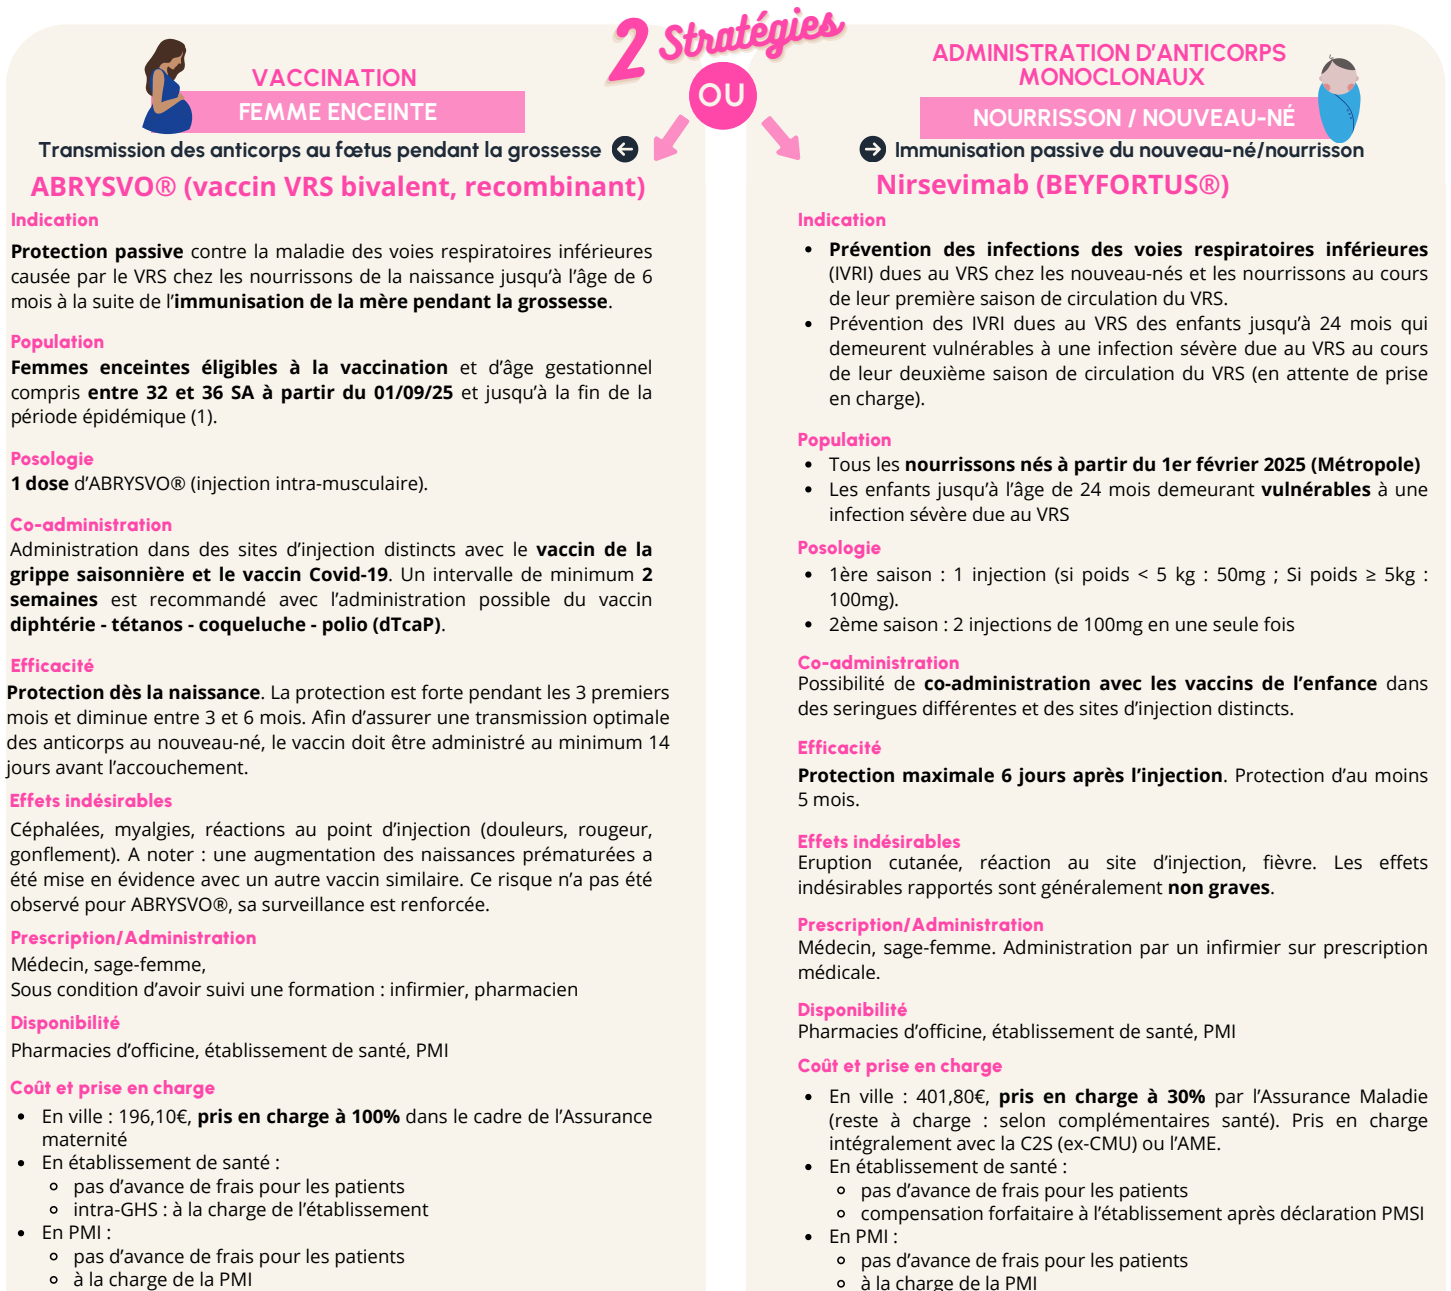 2 Stratégies
OU
VACCINATION
FEMME ENCEINTE
Transmission des anticorps au fœtus pendant la grossesse
ABRYSVO® (vaccin VRS bivalent, recombinant)
Indication
Protection passive contre la maladie des voies respiratoires inférieures
causée par le VRS chez les nourrissons de la naissance jusqu'à l'âge de 6
mois à la suite de l'immunisation de la mère pendant la grossesse.
Population
Femmes enceintes éligibles à la vaccination et d'âge gestationnel
compris entre 32 et 36 SA à partir du 01/09/25 et jusqu'à la fin de la
période épidémique (1).
Posologie
1 dose d'ABRYSVO® (injection intra-musculaire).
Co-administration
Administration dans des sites d'injection distincts avec le vaccin de la
grippe saisonnière et le vaccin Covid-19. Un intervalle de minimum 2
semaines est recommandé avec l'administration possible du vaccin
diphtérie - tétanos - coqueluche - polio (dTcaP).
Efficacité
Protection dès la naissance. La protection est forte pendant les 3 premiers
mois et diminue entre 3 et 6 mois. Afin d'assurer une transmission optimale
des anticorps au nouveau-né, le vaccin doit être administré au minimum 14
jours avant l'accouchement.
Effets indésirables
Céphalées, myalgies, réactions au point d'injection (douleurs, rougeur,
gonflement). A noter : une augmentation des naissances prématurées a
été mise en évidence avec un autre vaccin similaire. Ce risque n'a pas été
observé pour ABRYSVO®, sa surveillance est renforcée.
Prescription/Administration
Médecin, sage-femme,
Sous condition d'avoir suivi une formation : infirmier, pharmacien
Disponibilité
Pharmacies d'officine, établissement de santé, PMI
Coût et prise en charge
• En ville : 196,10€, pris en charge à 100% dans le cadre de l'Assurance
maternité
• En établissement de santé :
◦ pas d'avance de frais pour les patients
◦ intra-GHS : à la charge de l'établissement
• En PMI :
◦ pas d'avance de frais pour les patients
◦ à la charge de la PMI
ADMINISTRATION D'ANTICORPS
MONOCLONAUX
NOURRISSON / NOUVEAU-NÉ
Immunisation passive du nouveau-né/nourrisson
Nirsevimab (BEYFORTUS®)
Indication
• Prévention des infections des voies respiratoires inférieures
(IVRI) dues au VRS chez les nouveau-nés et les nourrissons au cours
de leur première saison de circulation du VRS.
• Prévention des IVRI dues au VRS des enfants jusqu'à 24 mois qui
demeurent vulnérables à une infection sévère due au VRS au cours
de leur deuxième saison de circulation du VRS (en attente de prise
en charge).
Population
• Tous les nourrissons nés à partir du 1er février 2025 (Métropole)
• Les enfants jusqu'à l'âge de 24 mois demeurant vulnérables à une
infection sévère due au VRS
Posologie
• 1ère saison : 1 injection (si poids < 5 kg : 50mg ; Si poids ≥ 5kg :
100mg).
• 2ème saison : 2 injections de 100mg en une seule fois
Co-administration
Possibilité de co-administration avec les vaccins de l'enfance dans
des seringues différentes et des sites d'injection distincts.
Efficacité
Protection maximale 6 jours après l'injection. Protection d'au moins
5 mois.
Effets indésirables
Eruption cutanée, réaction au site d'injection, fièvre. Les effets
indésirables rapportés sont généralement non graves.
Prescription/Administration
Médecin, sage-femme. Administration par un infirmier sur prescription
médicale.
Disponibilité
Pharmacies d'officine, établissement de santé, PMI
Coût et prise en charge
• En ville : 401,80€, pris en charge à 30% par l'Assurance Maladie
(reste à charge : selon complémentaires santé). Pris en charge
intégralement avec la C2S (ex-CMU) ou l'AME.
• En établissement de santé :
◦ pas d'avance de frais pour les patients
◦ compensation forfaitaire à l'établissement après déclaration PMSI
• En PMI :
◦ pas d'avance de frais pour les patients
◦ à la charge de la PMI